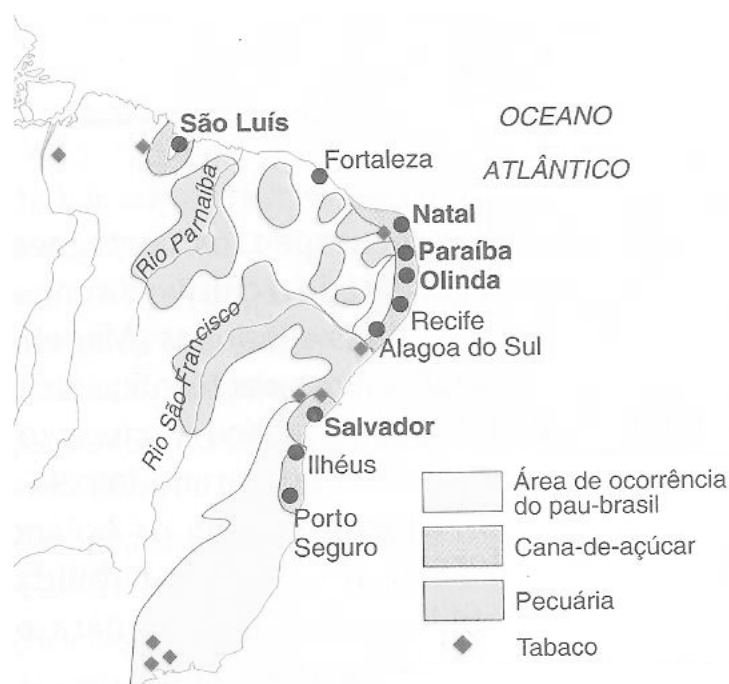 OCEANO
ATLÂNTICO
São Luís
Fortaleza
Rio Parnaíba
Natal
Paraíba
Olinda
Recife
Alagoa do Sul
Rio São Francisco
Salvador
Ilhéus
Porto
Seguro
Área de ocorrência
do pau-brasil
Cana-de-açúcar
Pecuária
Tabaco